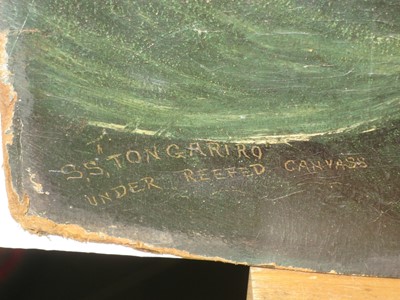 S.S. TONGARIRO
UNDER REEFED CANVASS